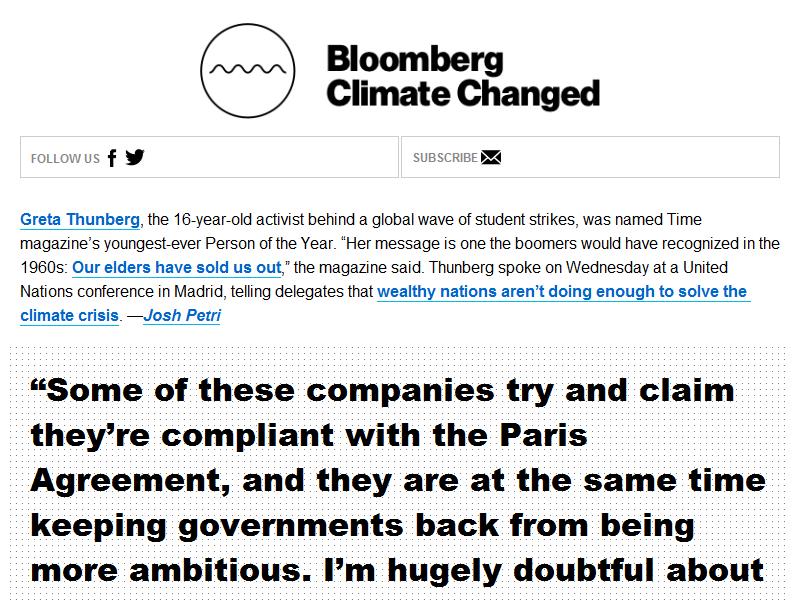 Bloomberg
Climate Changed
FOLLOW US
SUBSCRIBE
Greta Thunberg, the 16-year-old activist behind a global wave of student strikes, was named Time
magazine’s youngest-ever Person of the Year. “Her message is one the boomers would have recognized in the
1960s: Our elders have sold us out,” the magazine said. Thunberg spoke on Wednesday at a United
Nations conference in Madrid, telling delegates that wealthy nations aren’t doing enough to solve the
climate crisis. —Josh Petri
“Some of these companies try and claim
they’re compliant with the Paris
Agreement, and they are at the same time
keeping governments back from being
more ambitious. I’m hugely doubtful about